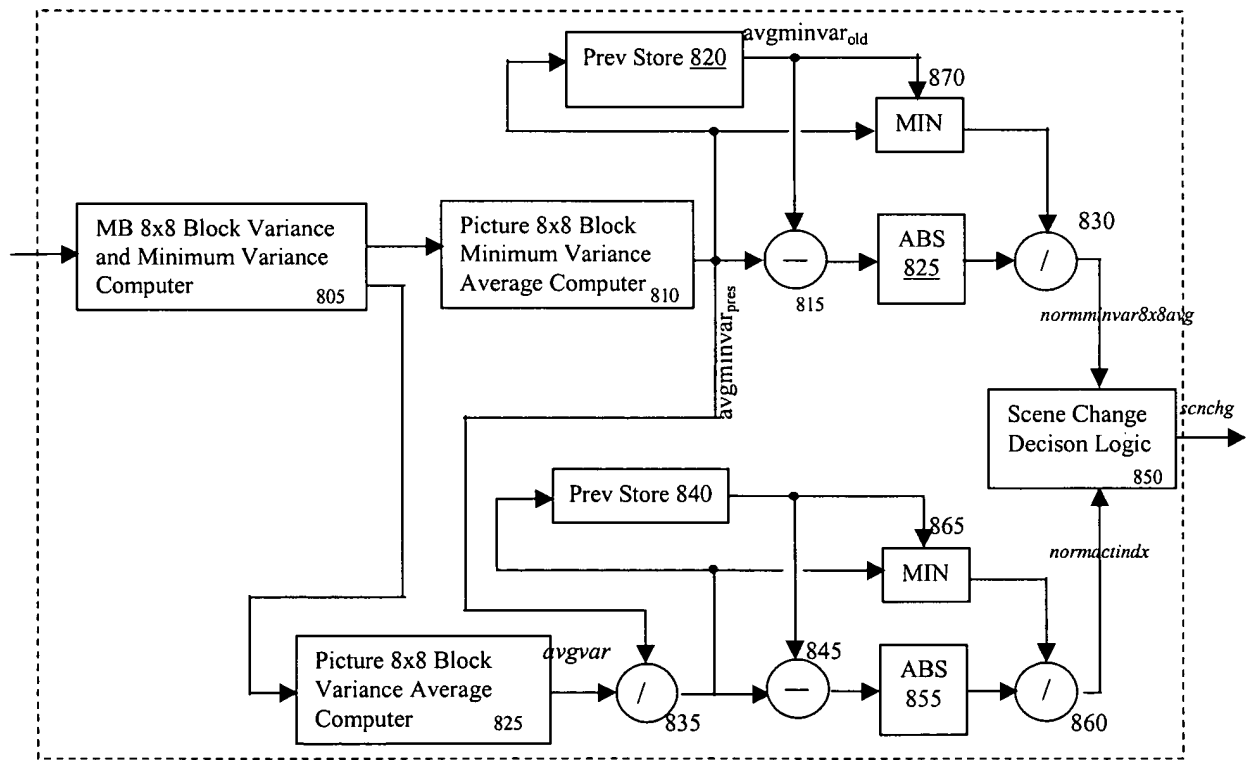 avgminvar_old
Prev Store 820
870
MIN
MB 8x8 Block Variance
and Minimum Variance
Computer
805
Picture 8x8 Block
Minimum Variance
Average Computer
810
815
ABS
825
830
/
normminvar8x8avg
avgminvar_pres
Scene Change
Decison Logic
850
scnchg
Prev Store 840
865
MIN
normactindx
Picture 8x8 Block
Variance Average
Computer
825
avgvar
/
835
845
ABS
855
/
860